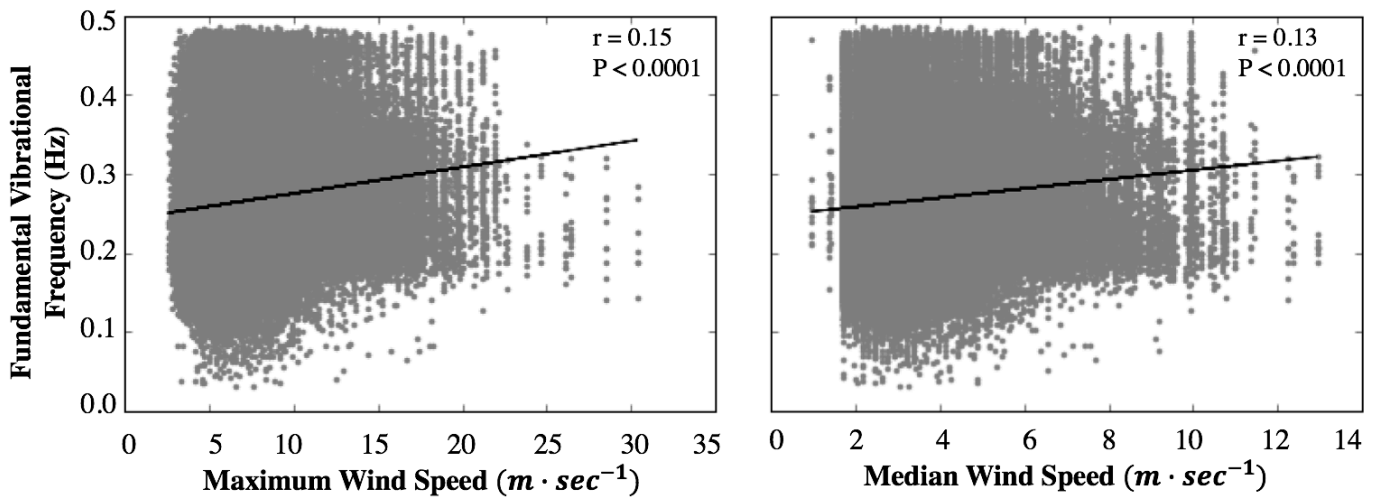 Fundamental Vibrational
Frequency (Hz)
0.5
0.4
0.3
0.2
0.1
0.0
r = 0.15
P < 0.0001
0 5 10 15 20 25 30 35
Maximum Wind Speed (m · sec⁻¹)
r = 0.13
P < 0.0001
0 2 4 6 8 10 12 14
Median Wind Speed (m · sec⁻¹)